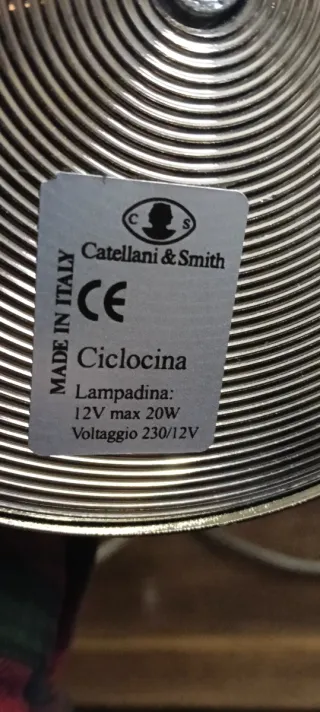 C S
Catellani & Smith
MADE IN ITALY
CE
Ciclocina
Lampadina:
12V max 20W
Voltaggio 230/12V